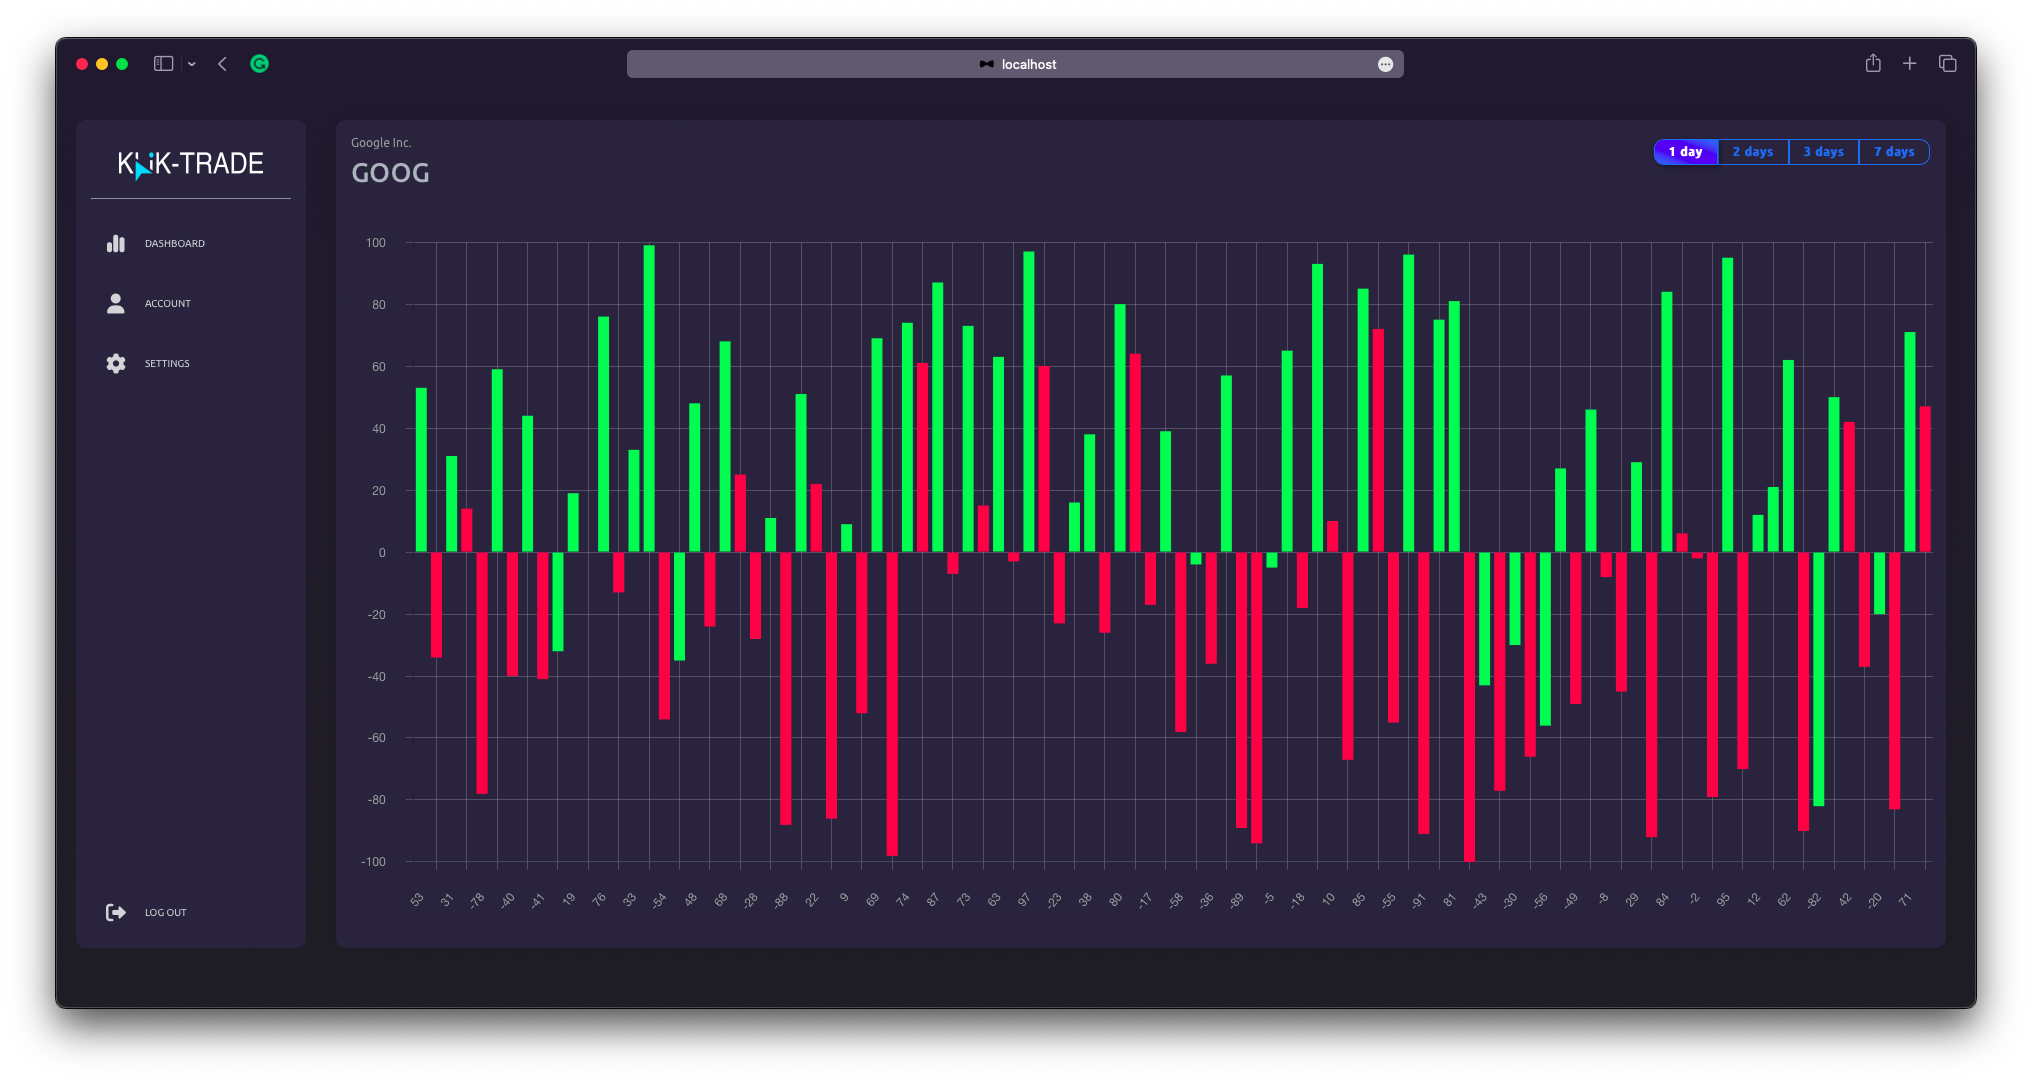 localhost
KLiK-TRADE
DASHBOARD
ACCOUNT
SETTINGS
LOG OUT
Google Inc.
GOOG
1 day 2 days 3 days 7 days
100
80
60
40
20
0
-20
-40
-60
-80
-100
53 31 -78 -40 -41 19 76 33 -54 48 68 -28 -88 22 9 69 74 87 73 63 97 -23 38 80 -17 -58 -36 -89 -5 -18 10 85 -55 -91 81 -43 -30 -56 -49 -8 29 84 -2 95 12 62 -82 42 -20 71